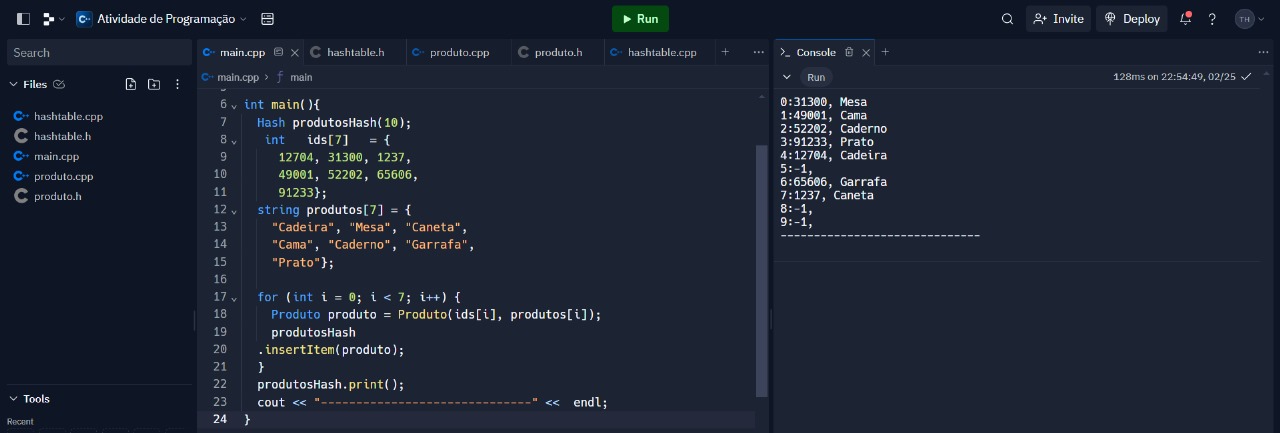 Atividade de Programação
Run
Invite
Deploy
TH
Search
Files
hashtable.cpp
hashtable.h
main.cpp
produto.cpp
produto.h
Tools
Recent
main.cpp hashtable.h produto.cpp produto.h hashtable.cpp
main.cpp > f main
6 int main(){
7 Hash produtosHash(10);
8 int ids[7] = {
9 12704, 31300, 1237,
10 49001, 52202, 65606,
11 91233};
12 string produtos[7] = {
13 "Cadeira", "Mesa", "Caneta",
14 "Cama", "Caderno", "Garrafa",
15 "Prato"};
16
17 for (int i = 0; i < 7; i++) {
18 Produto produto = Produto(ids[i], produtos[i]);
19 produtosHash
20 .insertItem(produto);
21 }
22 produtosHash.print();
23 cout << "------------------------------" << endl;
24 }
Console
Run
128ms on 22:54:49, 02/25
0:31300, Mesa
1:49001, Cama
2:52202, Caderno
3:91233, Prato
4:12704, Cadeira
5:-1,
6:65606, Garrafa
7:1237, Caneta
8:-1,
9:-1,
------------------------------